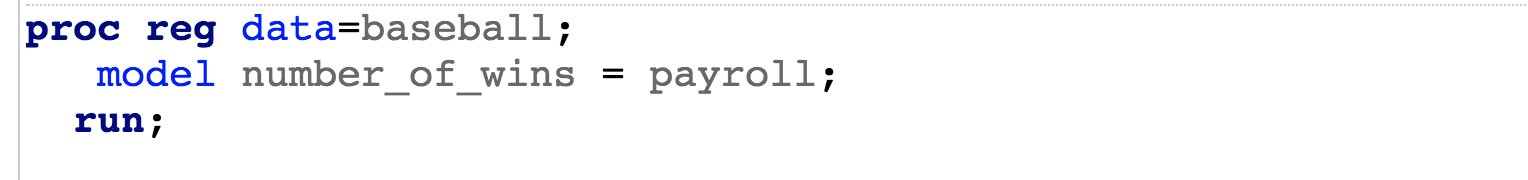 proc reg data=baseball;
model number_of_wins = payroll;
run;